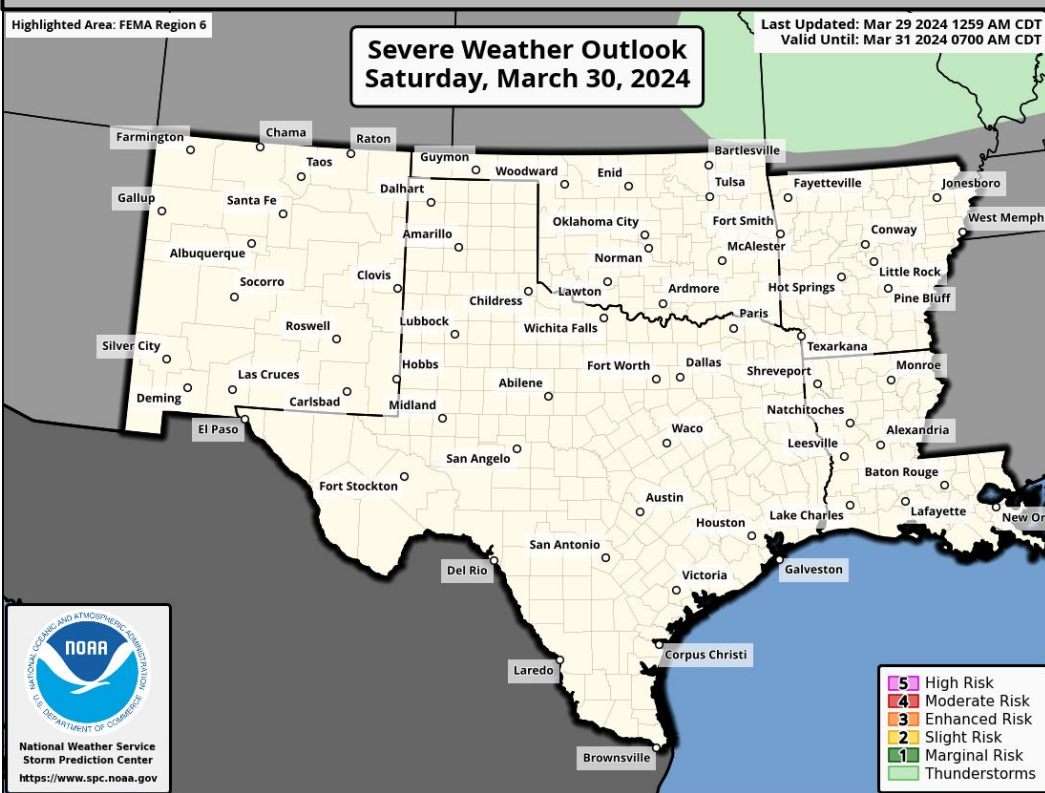 Highlighted Area: FEMA Region 6
Severe Weather Outlook
Saturday, March 30, 2024
Last Updated: Mar 29 2024 1259 AM CDT
Valid Until: Mar 31 2024 0700 AM CDT
Farmington
Chama
Raton
Taos
Guymon
Woodward
Enid
Bartlesville
Tulsa
Fayetteville
Jonesboro
Gallup
Santa Fe
Dalhart
Oklahoma City
Fort Smith
West Memph
Albuquerque
Amarillo
Norman
McAlester
Conway
Socorro
Clovis
Childress
Lawton
Ardmore
Hot Springs
Little Rock
Pine Bluff
Roswell
Lubbock
Wichita Falls
Paris
Texarkana
Silver City
Las Cruces
Hobbs
Fort Worth
Dallas
Shreveport
Monroe
Deming
Carlsbad
Midland
Abilene
Natchitoches
El Paso
San Angelo
Waco
Leesville
Alexandria
Fort Stockton
Austin
Baton Rouge
Houston
Lake Charles
Lafayette
New Or
San Antonio
Del Rio
Galveston
Victoria
Laredo
Corpus Christi
Brownsville
NATIONAL OCEANIC AND ATMOSPHERIC ADMINISTRATION
NOAA
U.S. DEPARTMENT OF COMMERCE
National Weather Service
Storm Prediction Center
https://www.spc.noaa.gov
5 High Risk
4 Moderate Risk
3 Enhanced Risk
2 Slight Risk
1 Marginal Risk
Thunderstorms